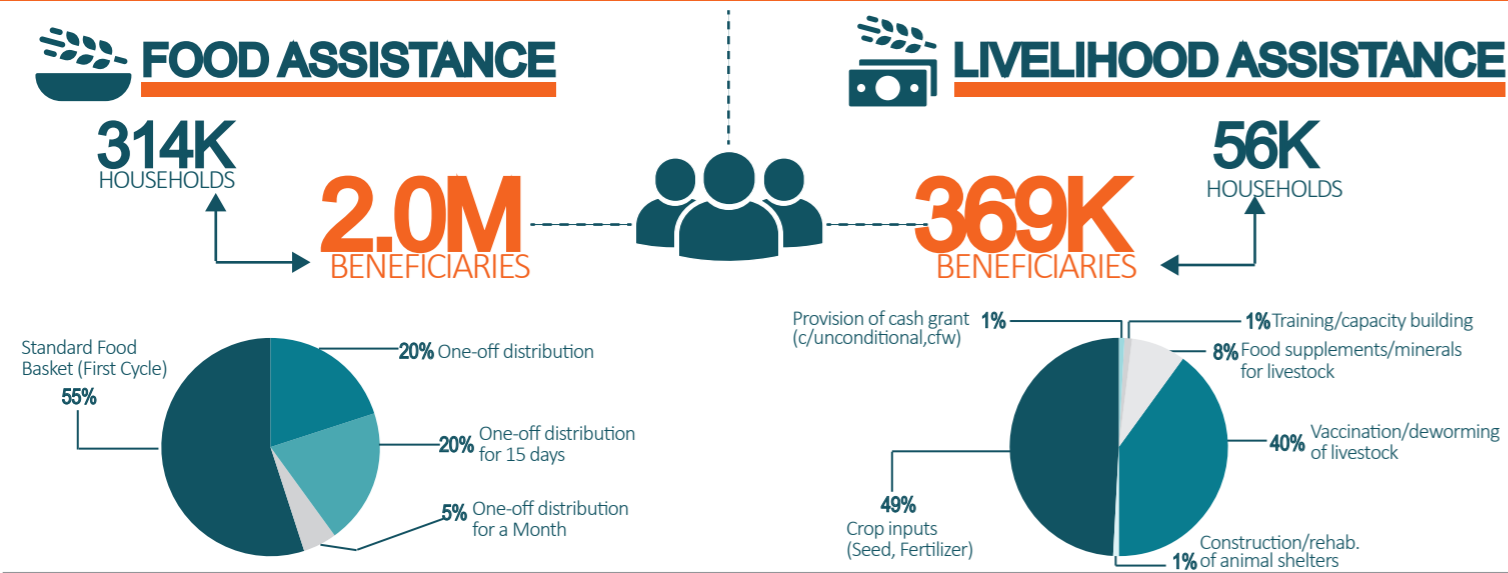 FOOD ASSISTANCE
314K
HOUSEHOLDS
2.0M
BENEFICIARIES
Standard Food
Basket (First Cycle)
55%
20% One-off distribution
20% One-off distribution
for 15 days
5% One-off distribution
for a Month
LIVELIHOOD ASSISTANCE
56K
HOUSEHOLDS
369K
BENEFICIARIES
Provision of cash grant 1%
(c/unconditional,cfw)
1% Training/capacity building
8% Food supplements/minerals
for livestock
40% Vaccination/deworming
of livestock
49%
Crop inputs
(Seed, Fertilizer)
Construction/rehab.
1% of animal shelters